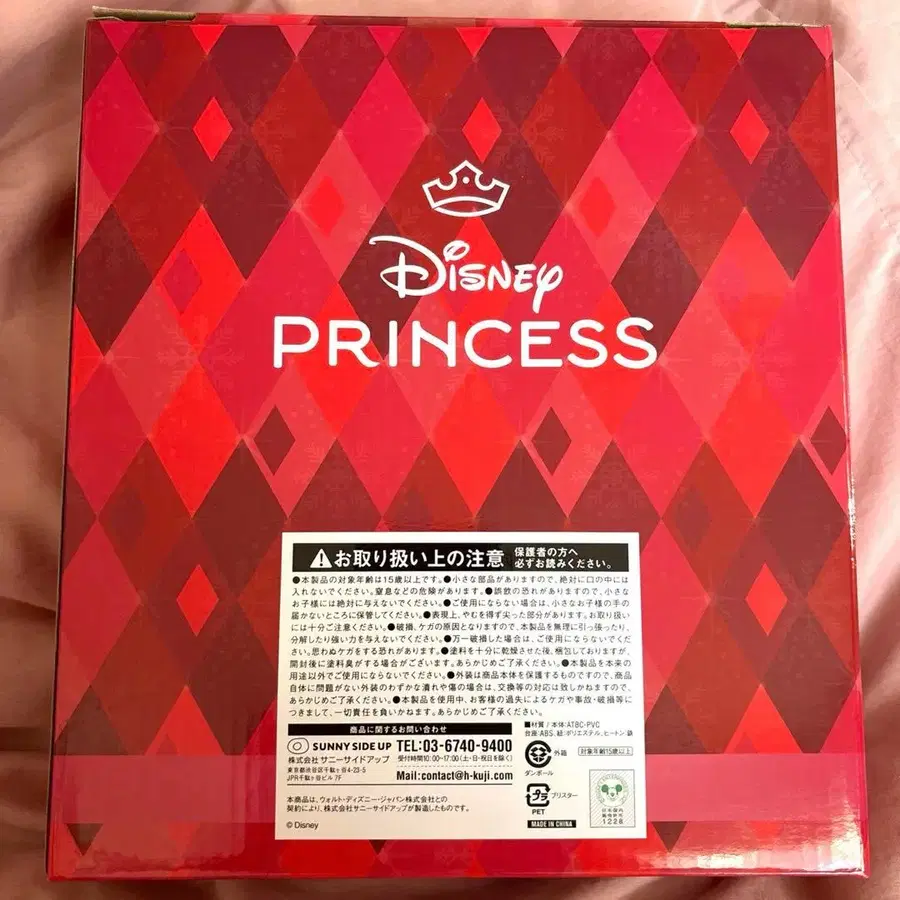 Disney
PRINCESS
お取り扱い上の注意 保護者の方へ
必ずお読みください。
●本製品の対象年齢は15歳以上です。●小さな部品がありますので、絶対に口の中には
入れないでください。窒息などの危険があります。●誤飲の恐れがありますので、小さな
お子様には絶対に与えないでください。●ご使用にならない場合は、小さなお子様の手の
届かないところに保管してください。●表現上、やむを得ず尖った部分があります。お取り扱い
には十分ご注意ください。●破損、ケガの原因となりますので、本製品を無理に引っ張ったり、
分解したり強い力を与えないでください。●万一破損した場合は、ご使用にならないでくだ
さい。思わぬケガをする恐れがあります。●塗料を十分に乾燥させた後、梱包しておりますが、
開封後に塗料臭がする場合がございます。あらかじめご了承ください。●本製品を本来の
用途以外でご使用にならないでください。●外装は商品本体を保護するものですので、商品
自体に問題がない外装のわずかな潰れや傷の場合は、交換等の対応は致しかねますので、
あらかじめご了承ください。●本製品を使用中、お客様の過失によるケガや事故・破損等に
つきまして、一切責任を負いかねます。あらかじめご了承ください。
商品に関するお問い合わせ
SUNNY SIDE UP
株式会社 サニーサイドアップ
東京都渋谷区千駄ヶ谷4-23-5
JPR千駄ヶ谷ビル 7F
TEL:03-6740-9400
受付時間10:00~17:00(土・日・祝日を除く)
Mail:contact@h-kuji.com
■材質/本体:ATBC-PVC
台座:ABS、紐:ポリエステル、ヒートン:鉄
外箱
ダンボール
対象年齢15歳以上
プラ
ブリスター
PET
MADE IN CHINA
本商品は、ウォルト・ディズニー・ジャパン株式会社との
契約により、株式会社サニーサイドアップが製造したものです。
© Disney
日本国内
1228